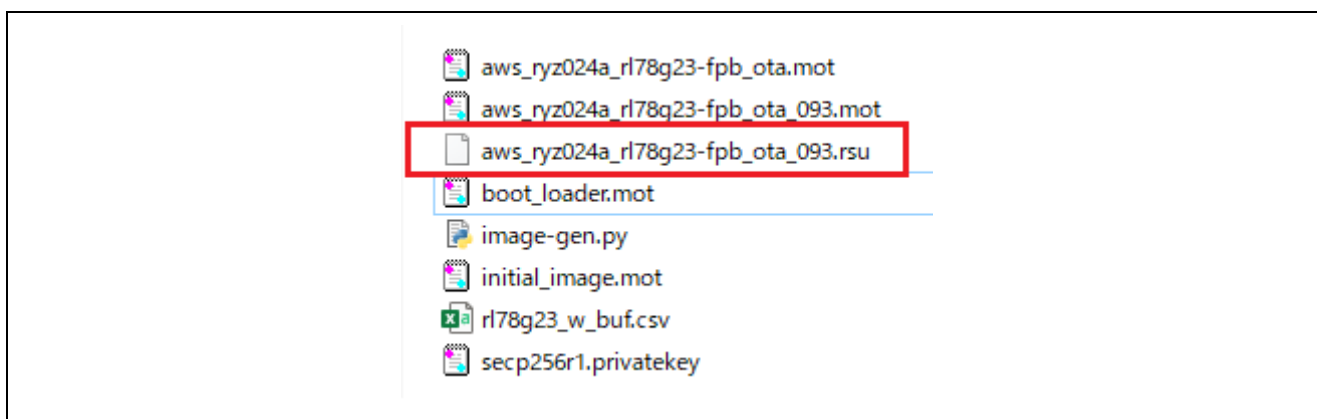 aws_ryz024a_rl78g23-fpb_ota.mot
aws_ryz024a_rl78g23-fpb_ota_093.mot
aws_ryz024a_rl78g23-fpb_ota_093.rsu
boot_loader.mot
image-gen.py
initial_image.mot
rl78g23_w_buf.csv
secp256r1.privatekey